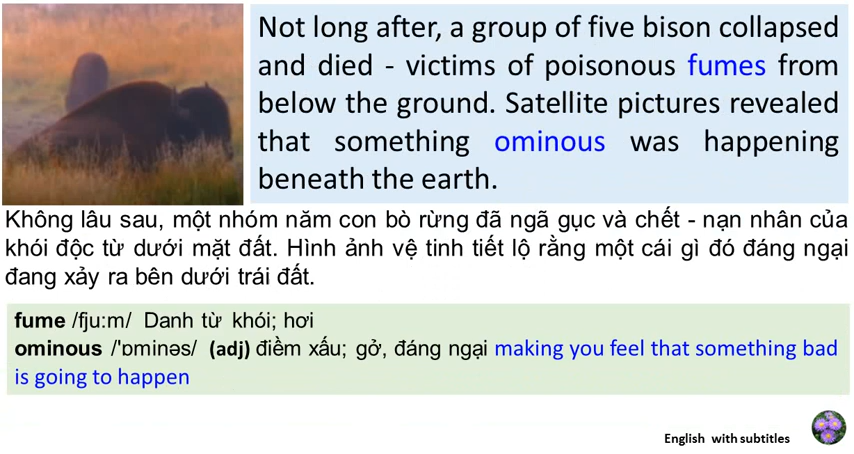 Not long after, a group of five bison collapsed
and died - victims of poisonous fumes from
below the ground. Satellite pictures revealed
that something ominous was happening
beneath the earth.
Không lâu sau, một nhóm năm con bò rừng đã ngã gục và chết - nạn nhân của
khói độc từ dưới mặt đất. Hình ảnh vệ tinh tiết lộ rằng một cái gì đó đáng ngại
đang xảy ra bên dưới trái đất.
fume /fju:m/ Danh từ khói; hơi
ominous /'ɒminəs/ (adj) điềm xấu; gở, đáng ngại making you feel that something bad
is going to happen
English with subtitles